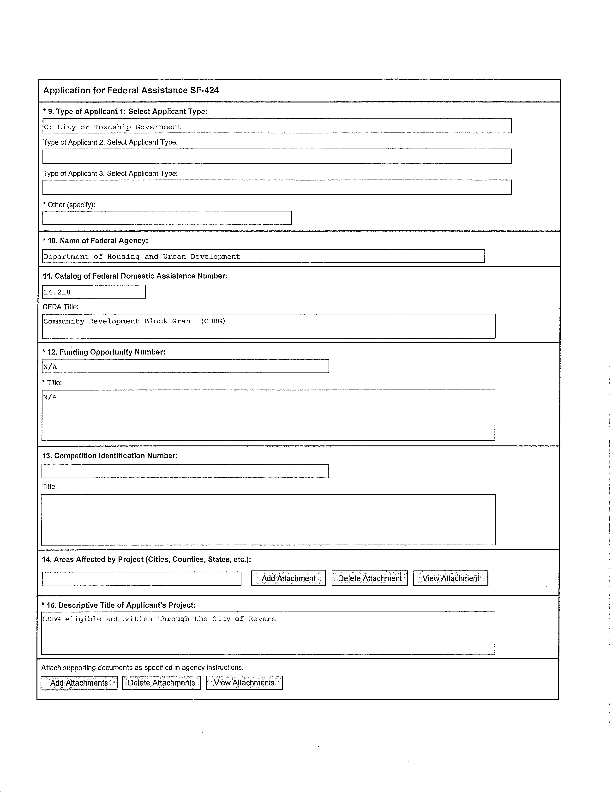 Application for Federal Assistance SF-424
* 9. Type of Applicant 1: Select Applicant Type:
C: City or Township Government
Type of Applicant 2: Select Applicant Type:
Type of Applicant 3: Select Applicant Type:
* Other (specify):
* 10. Name of Federal Agency:
Department of Housing and Urban Development
11. Catalog of Federal Domestic Assistance Number:
14.218
CFDA Title:
Community Development Block Grant (CDBG)
* 12. Funding Opportunity Number:
N/A
* Title:
N/A
13. Competition Identification Number:
Title:
14. Areas Affected by Project (Cities, Counties, States, etc.):
Add Attachment Delete Attachment View Attachment
* 15. Descriptive Title of Applicant's Project:
CDBG eligible activities through the City of Revere
Attach supporting documents as specified in agency instructions.
Add Attachments Delete Attachments View Attachments